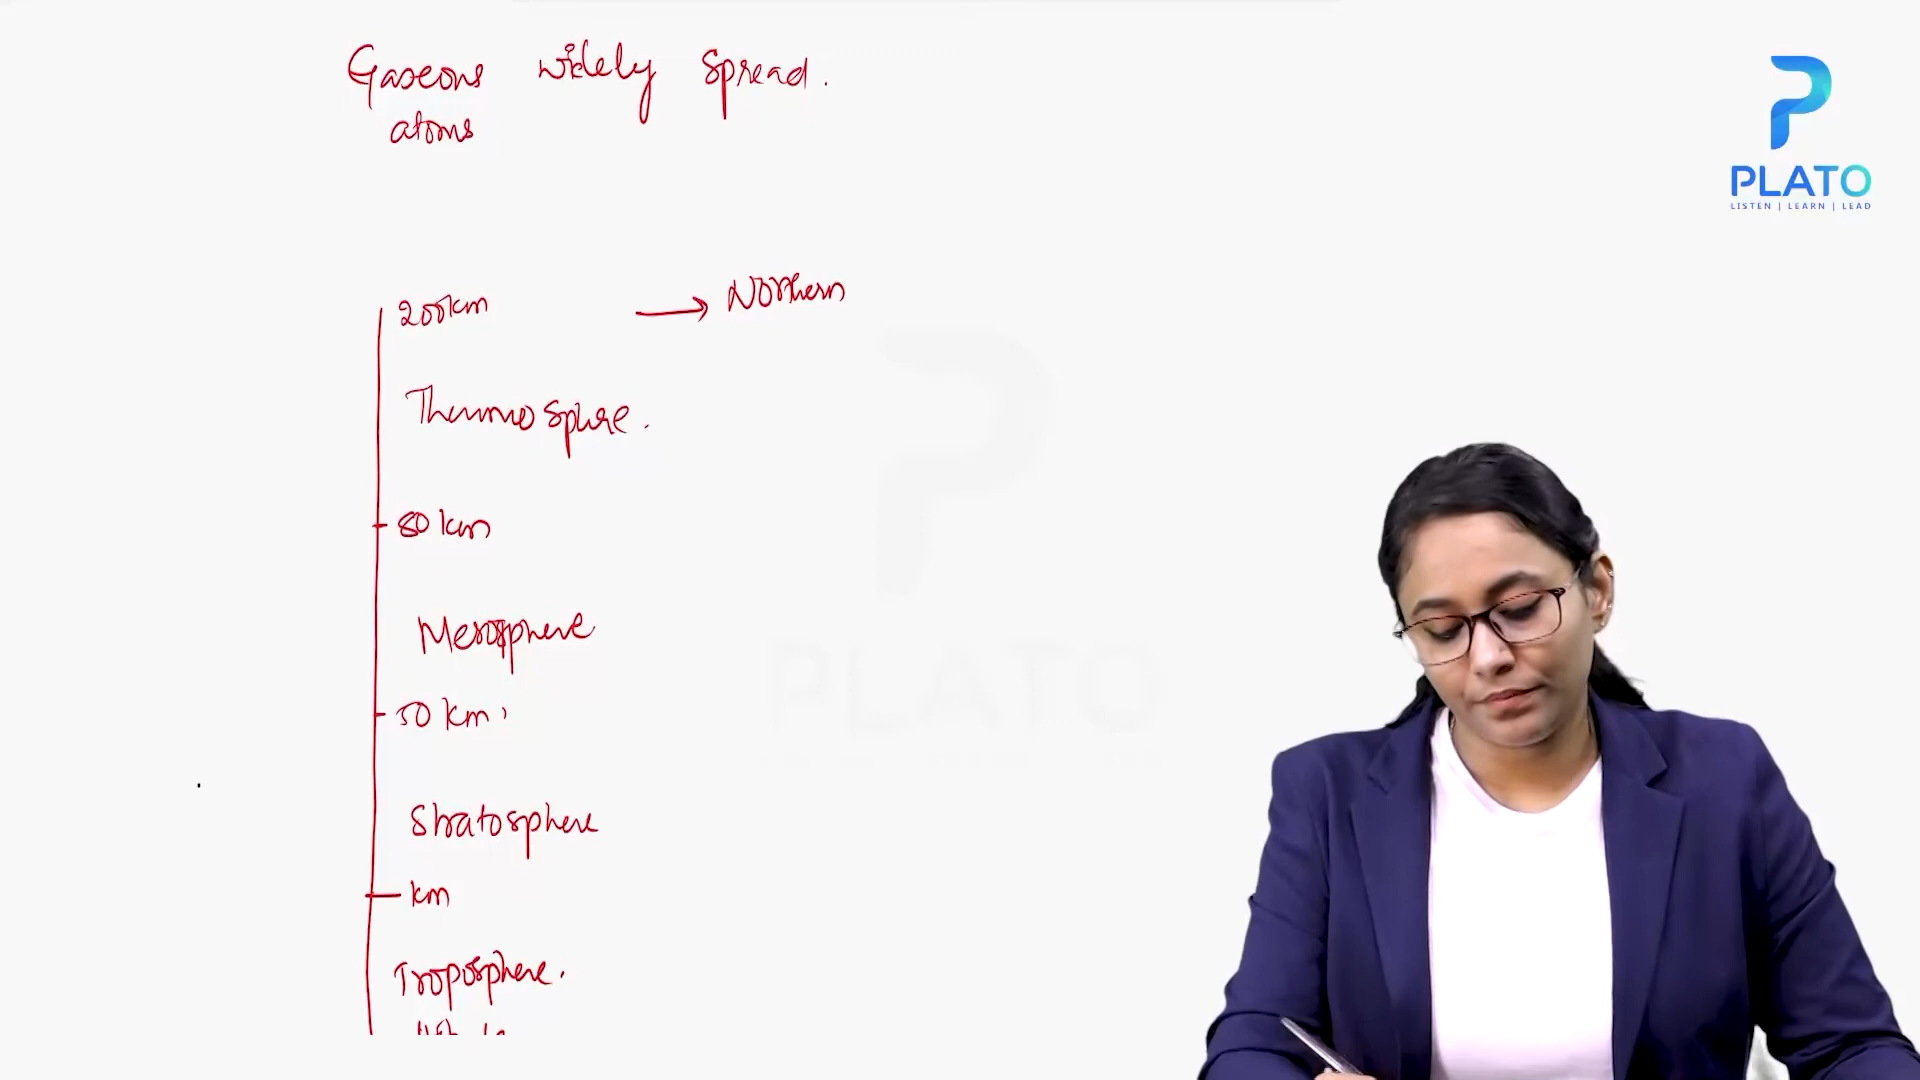 Gaseous widely spread.
atoms
200km → Northern
Thermosphere.
80 km
Mesosphere
50 km
Stratosphere
km
Troposphere.
PLATO
LISTEN | LEARN | LEAD
PLATO